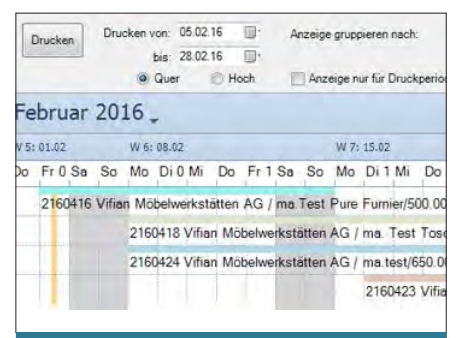 Drucken
Drucken von: 05.02.16
Anzeige gruppieren nach:
bis: 28.02.16
Quer Hoch
Anzeige nur für Druckperiod
Februar 2016
W 5: 01.02 W 6: 08.02 W 7: 15.02
Do Fr 0 Sa So Mo Di 0 Mi Do Fr 1 Sa So Mo Di 1 Mi Do
2160416 Vifian Möbelwerkstätten AG / ma.Test Pure Furnier/500.00
2160418 Vifian Möbelwerkstätten AG / ma. Test Tosc
2160424 Vifian Möbelwerkstätten AG / ma.test/650.00
2160423 Vifia